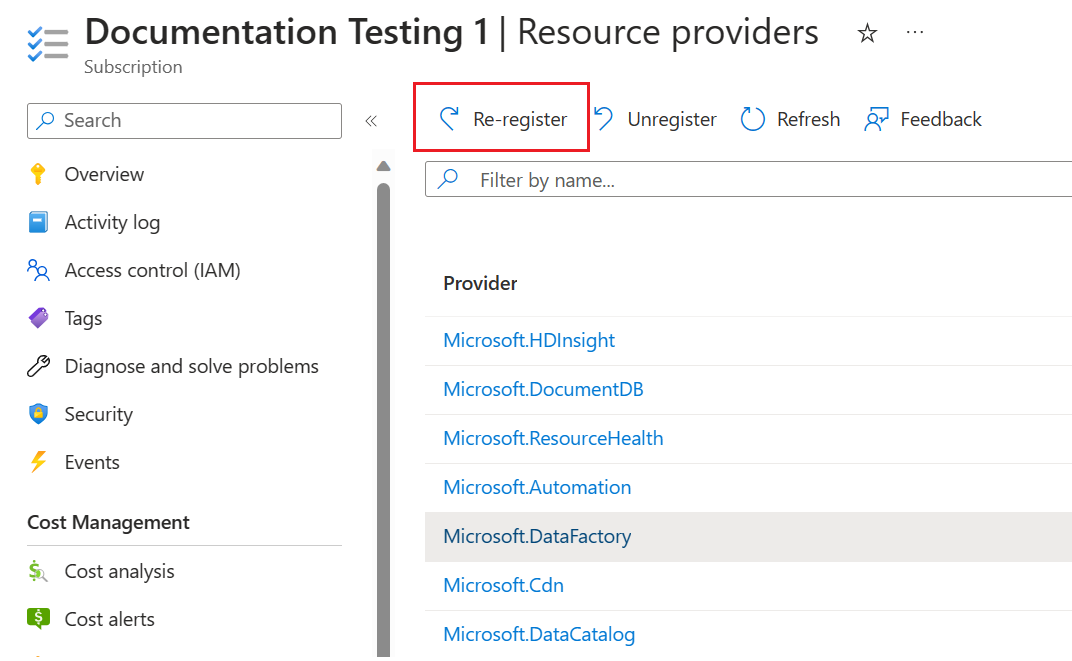 Documentation Testing 1 | Resource providers
Subscription
Search
«
Re-register
Unregister
Refresh
Feedback
Filter by name...
Overview
Activity log
Access control (IAM)
Tags
Diagnose and solve problems
Security
Events
Cost Management
Cost analysis
Cost alerts
Provider
Microsoft.HDInsight
Microsoft.DocumentDB
Microsoft.ResourceHealth
Microsoft.Automation
Microsoft.DataFactory
Microsoft.Cdn
Microsoft.DataCatalog